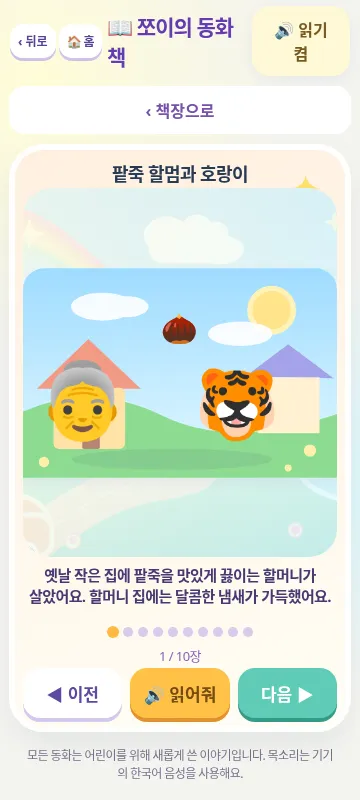 ‹ 뒤로
🏠 홈
📖 쪼이의 동화
책
🔊 읽기
켬
‹ 책장으로
팥죽 할멈과 호랑이
옛날 작은 집에 팥죽을 맛있게 끓이는 할머니가
살았어요. 할머니 집에는 달콤한 냄새가 가득했어요.
1 / 10장
◀ 이전
🔊 읽어줘
다음 ▶
모든 동화는 어린이를 위해 새롭게 쓴 이야기입니다. 목소리는 기기
의 한국어 음성을 사용해요.